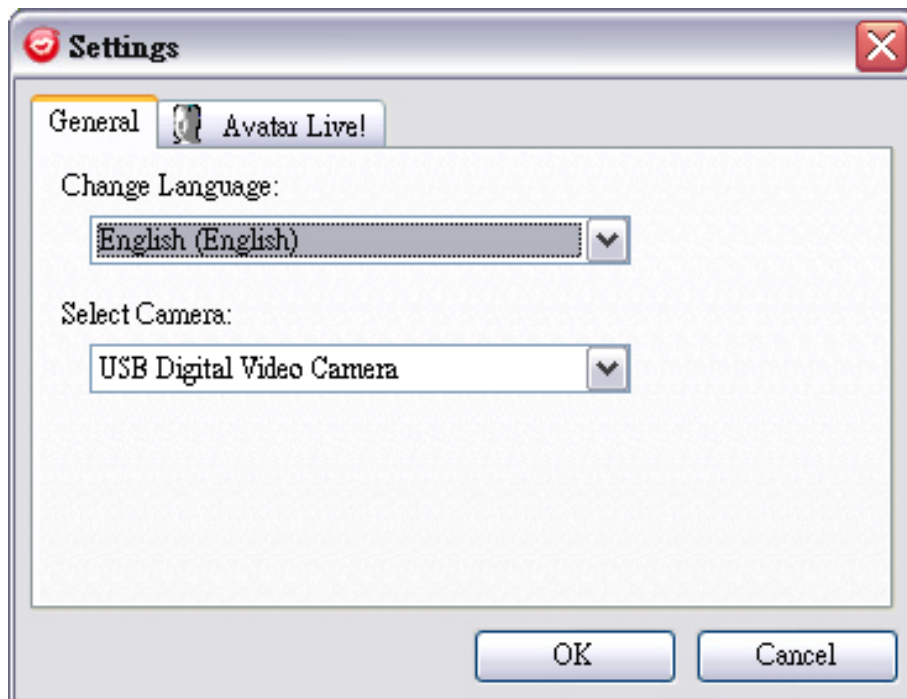 Settings
General
Avatar Live!
Change Language:
English (English)
Select Camera:
USB Digital Video Camera
OK
Cancel